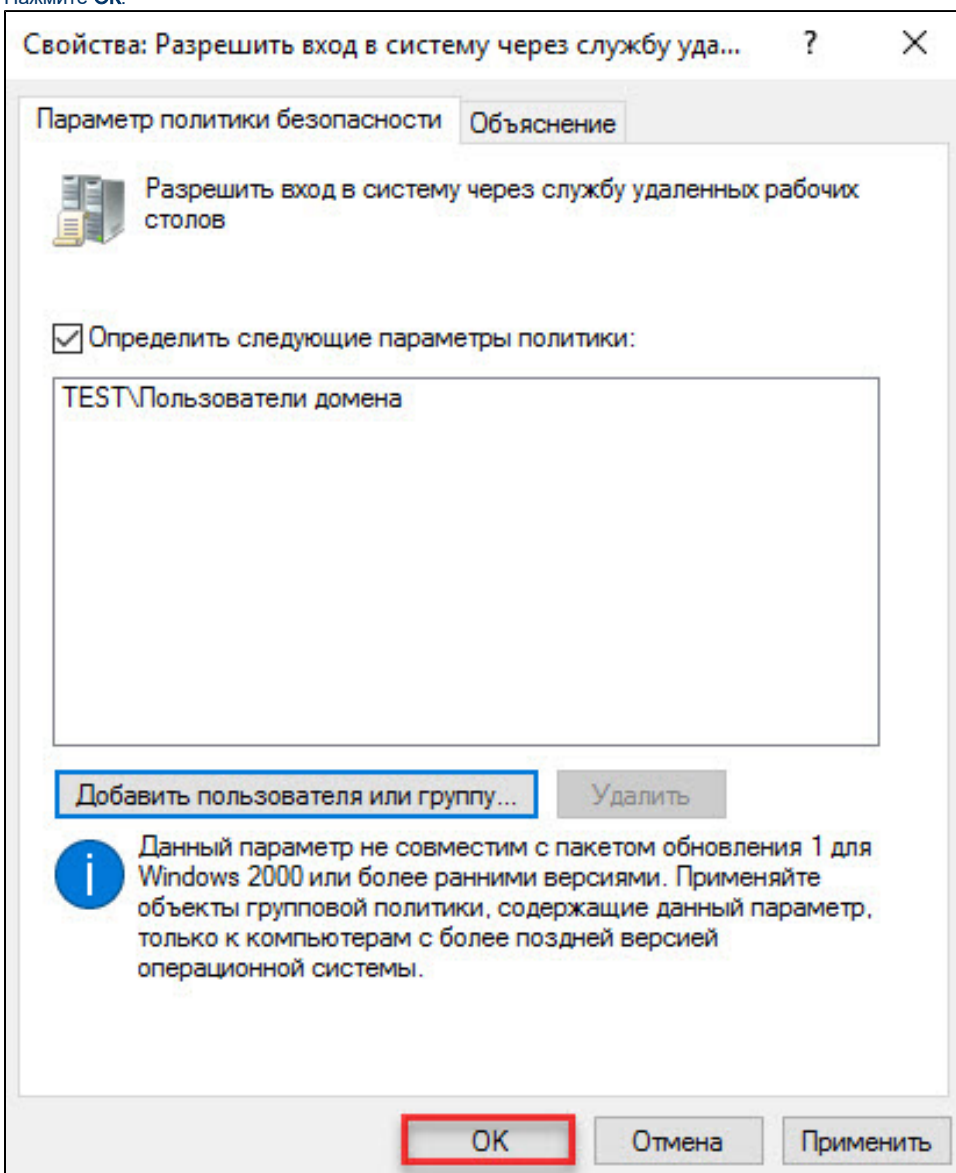 Нажмите ОК.
Свойства: Разрешить вход в систему через службу уда... ?
Параметр политики безопасности Объяснение
Разрешить вход в систему через службу удаленных рабочих
столов
Определить следующие параметры политики:
TEST\Пользователи домена
Добавить пользователя или группу... Удалить
Данный параметр не совместим с пакетом обновления 1 для
Windows 2000 или более ранними версиями. Применяйте
объекты групповой политики, содержащие данный параметр,
только к компьютерам с более поздней версией
операционной системы.
ОК Отмена Применить